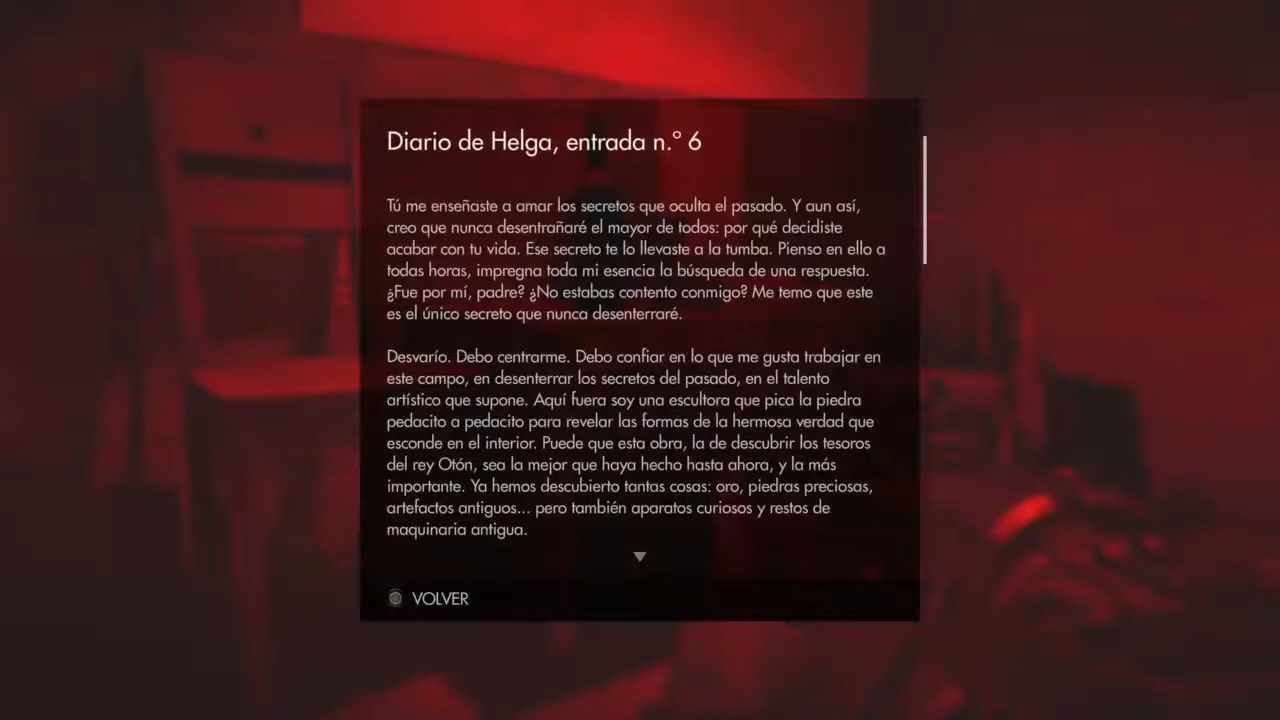 Diario de Helga, entrada n.º 6
Tú me enseñaste a amar los secretos que oculta el pasado. Y aun así,
creo que nunca desentrañaré el mayor de todos: por qué decidiste
acabar con tu vida. Ese secreto te lo llevaste a la tumba. Pienso en ello a
todas horas, impregna toda mi esencia la búsqueda de una respuesta.
¿Fue por mí, padre? ¿No estabas contento conmigo? Me temo que este
es el único secreto que nunca desenterraré.
Desvarío. Debo centrarme. Debo confiar en lo que me gusta trabajar en
este campo, en desenterrar los secretos del pasado, en el talento
artístico que supone. Aquí fuera soy una escultora que pica la piedra
pedacito a pedacito para revelar las formas de la hermosa verdad que
esconde en el interior. Puede que esta obra, la de descubrir los tesoros
del rey Otón, sea la mejor que haya hecho hasta ahora, y la más
importante. Ya hemos descubierto tantas cosas: oro, piedras preciosas,
artefactos antiguos... pero también aparatos curiosos y restos de
maquinaria antigua.
VOLVER